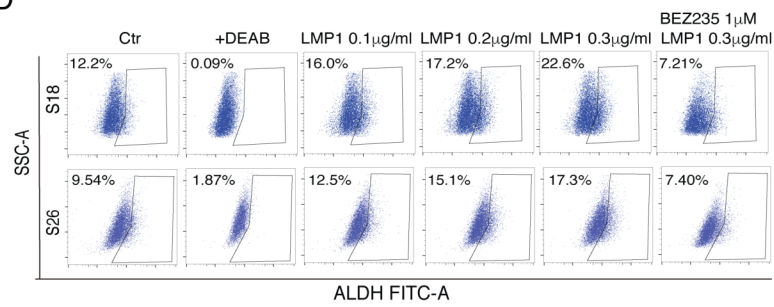 BEZ235 1μM
Ctr +DEAB LMP1 0.1μg/ml LMP1 0.2μg/ml LMP1 0.3μg/ml LMP1 0.3μg/ml
S18
12.2% 0.09% 16.0% 17.2% 22.6% 7.21%
SSC-A
S26
9.54% 1.87% 12.5% 15.1% 17.3% 7.40%
ALDH FITC-A